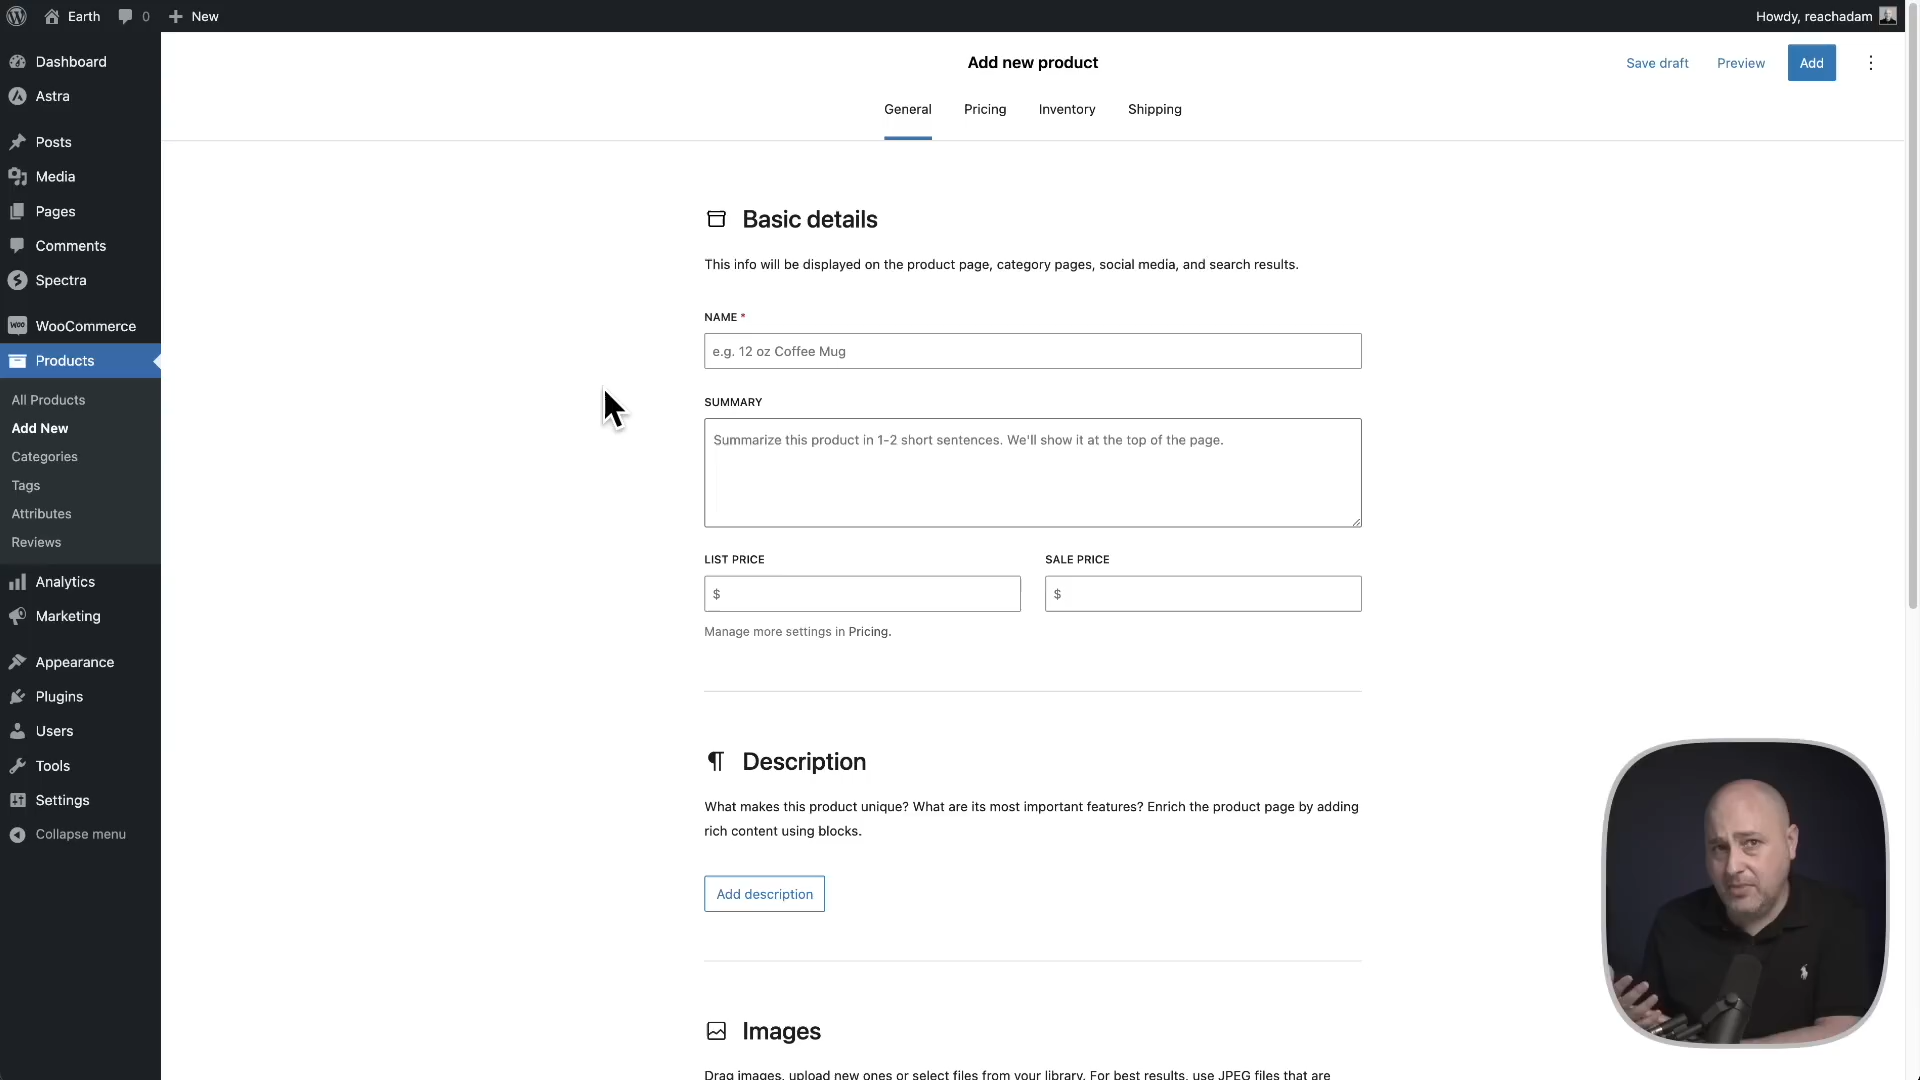 Earth
0
New
Howdy, reachadam
Dashboard
Astra
Posts
Media
Pages
Comments
Spectra
WooCommerce
Products
All Products
Add New
Categories
Tags
Attributes
Reviews
Analytics
Marketing
Appearance
Plugins
Users
Tools
Settings
Collapse menu
Add new product
Save draft
Preview
Add
General
Pricing
Inventory
Shipping
Basic details
This info will be displayed on the product page, category pages, social media, and search results.
NAME *
e.g. 12 oz Coffee Mug
SUMMARY
Summarize this product in 1-2 short sentences. We'll show it at the top of the page.
LIST PRICE
SALE PRICE
$
$
Manage more settings in Pricing.
Description
What makes this product unique? What are its most important features? Enrich the product page by adding
rich content using blocks.
Add description
Images
Drag images, upload new ones or select files from your library. For best results, use JPEG files that are